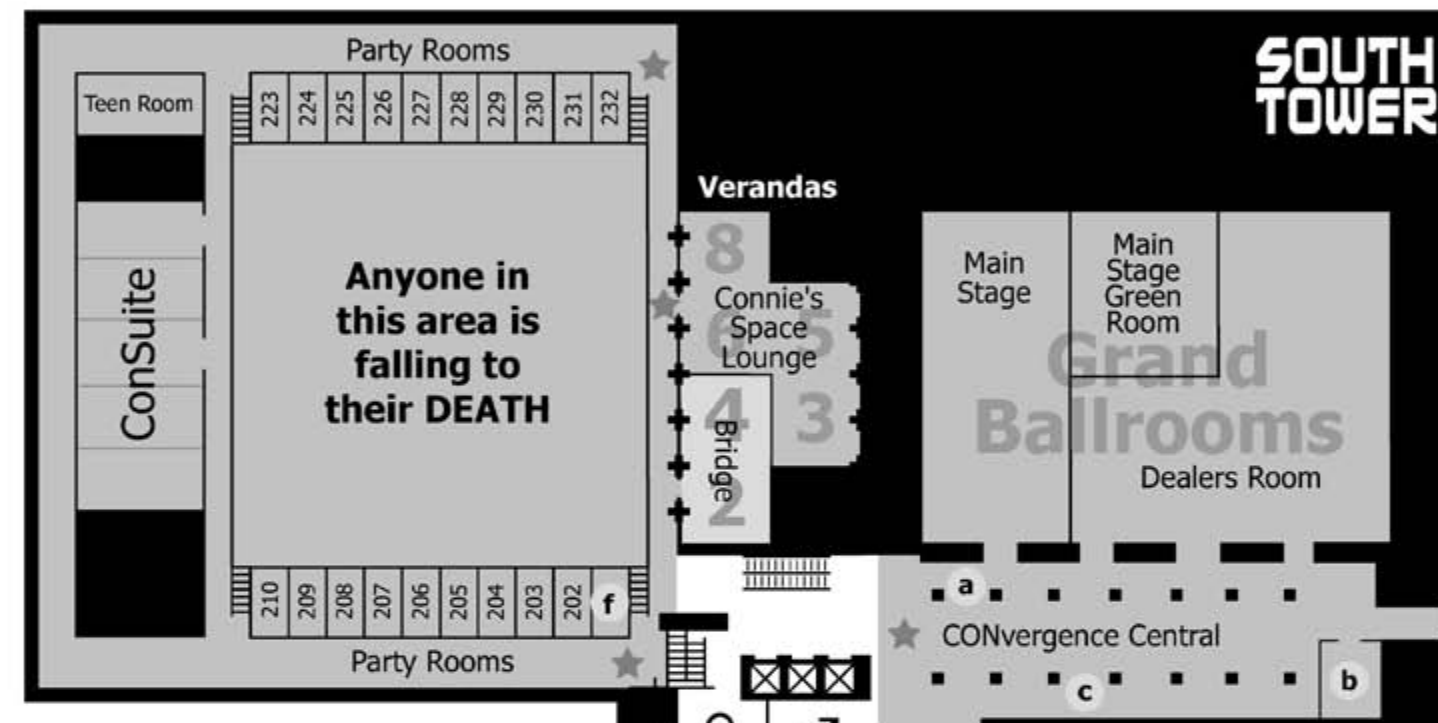 SOUTH
TOWER
Party Rooms
Teen Room
223
224
225
226
227
228
229
230
231
232
Verandas
8
6
5
4
3
2
Connie's
Space
Lounge
Bridge
ConSuite
Anyone in
this area is
falling to
their DEATH
Main
Stage
Main
Stage
Green
Room
Grand
Ballrooms
Dealers Room
210
209
208
207
206
205
204
203
202
f
Party Rooms
a
CONvergence Central
c
b